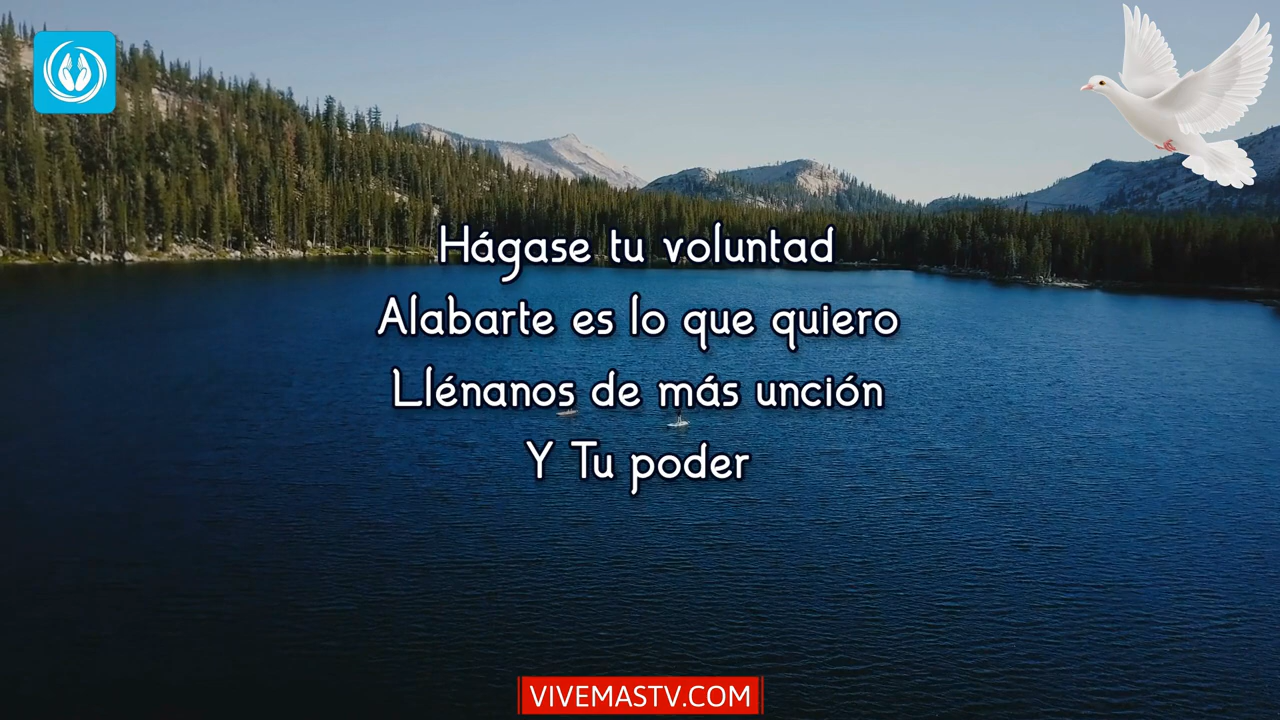 Hágase tu voluntad
Alabarte es lo que quiero
Llénanos de más unción
Y Tu poder
VIVEMASTV.COM